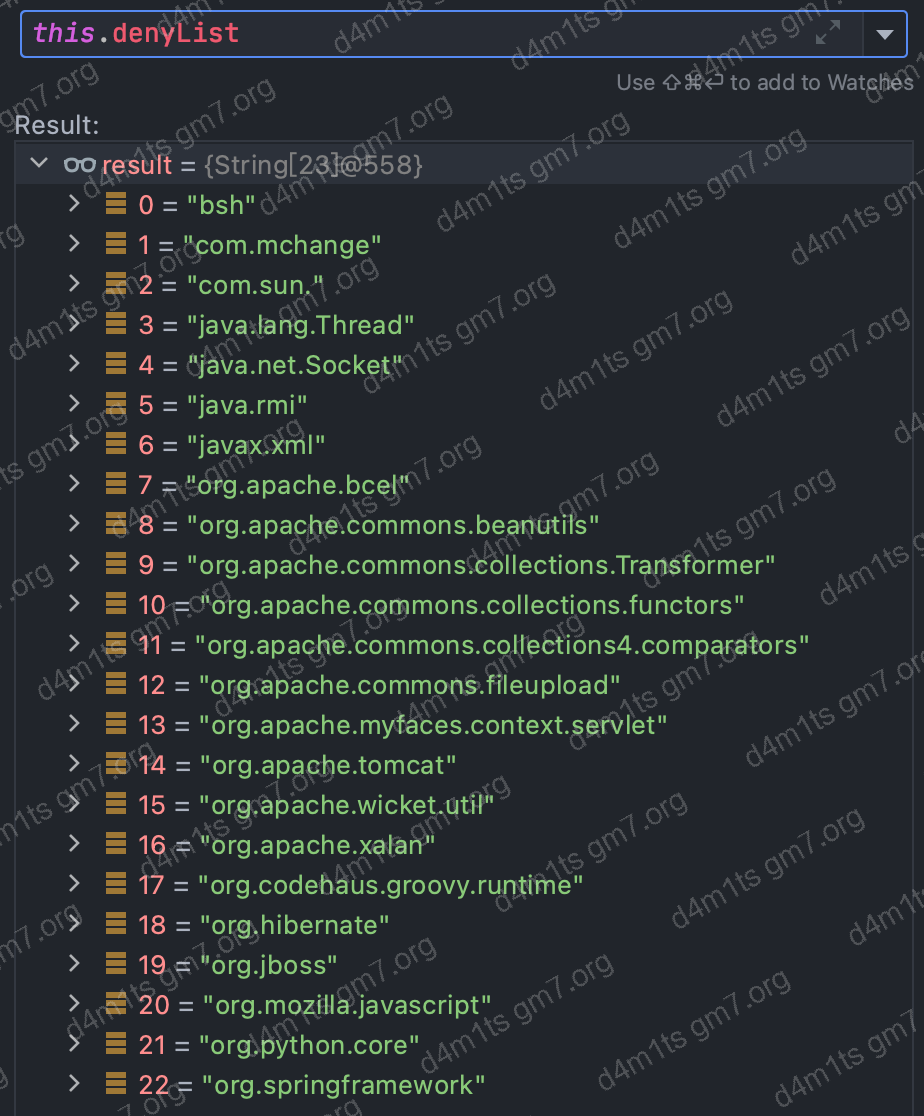 this.denyList
Use ⇧⌘⏎ to add to Watches
Result:
result = {String[23]@558}
0 = "bsh"
1 = "com.mchange"
2 = "com.sun."
3 = "java.lang.Thread"
4 = "java.net.Socket"
5 = "java.rmi"
6 = "javax.xml"
7 = "org.apache.bcel"
8 = "org.apache.commons.beanutils"
9 = "org.apache.commons.collections.Transformer"
10 = "org.apache.commons.collections.functors"
11 = "org.apache.commons.collections4.comparators"
12 = "org.apache.commons.fileupload"
13 = "org.apache.myfaces.context.servlet"
14 = "org.apache.tomcat"
15 = "org.apache.wicket.util"
16 = "org.apache.xalan"
17 = "org.codehaus.groovy.runtime"
18 = "org.hibernate"
19 = "org.jboss"
20 = "org.mozilla.javascript"
21 = "org.python.core"
22 = "org.springframework"
d4m1ts gm7.org